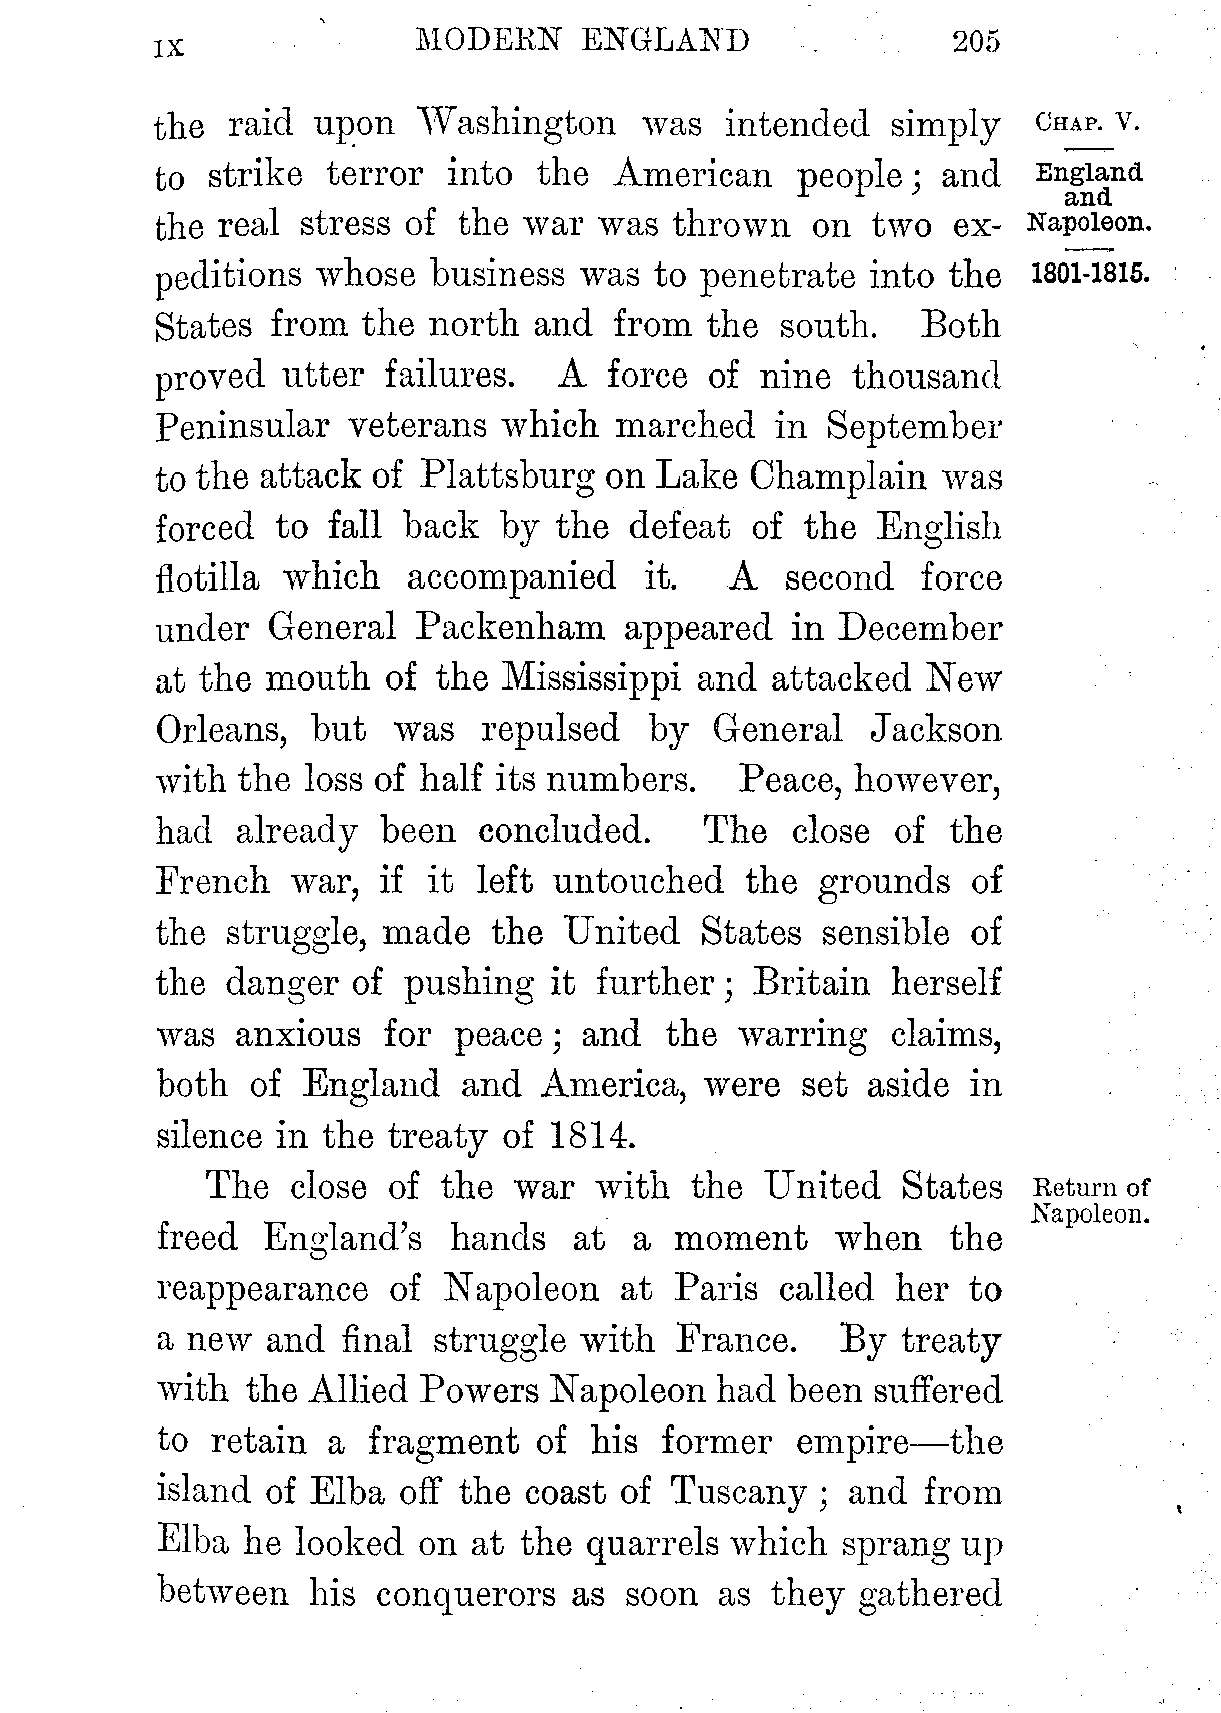 IX MODERN ENGLAND 205
the raid upon Washington was intended simply
to strike terror into the American people; and
the real stress of the war was thrown on two ex-
peditions whose business was to penetrate into the
States from the north and from the south. Both
proved utter failures. A force of nine thousand
Peninsular veterans which marched in September
to the attack of Plattsburg on Lake Champlain was
forced to fall back by the defeat of the English
flotilla which accompanied it. A second force
under General Packenham appeared in December
at the mouth of the Mississippi and attacked New
Orleans, but was repulsed by General Jackson
with the loss of half its numbers. Peace, however,
had already been concluded. The close of the
French war, if it left untouched the grounds of
the struggle, made the United States sensible of
the danger of pushing it further; Britain herself
was anxious for peace; and the warring claims,
both of England and America, were set aside in
silence in the treaty of 1814.
The close of the war with the United States
freed England's hands at a moment when the
reappearance of Napoleon at Paris called her to
a new and final struggle with France. By treaty
with the Allied Powers Napoleon had been suffered
to retain a fragment of his former empire—the
island of Elba off the coast of Tuscany; and from
Elba he looked on at the quarrels which sprang up
between his conquerors as soon as they gathered
CHAP. V.
England
and
Napoleon.
1801-1815.
Return of
Napoleon.